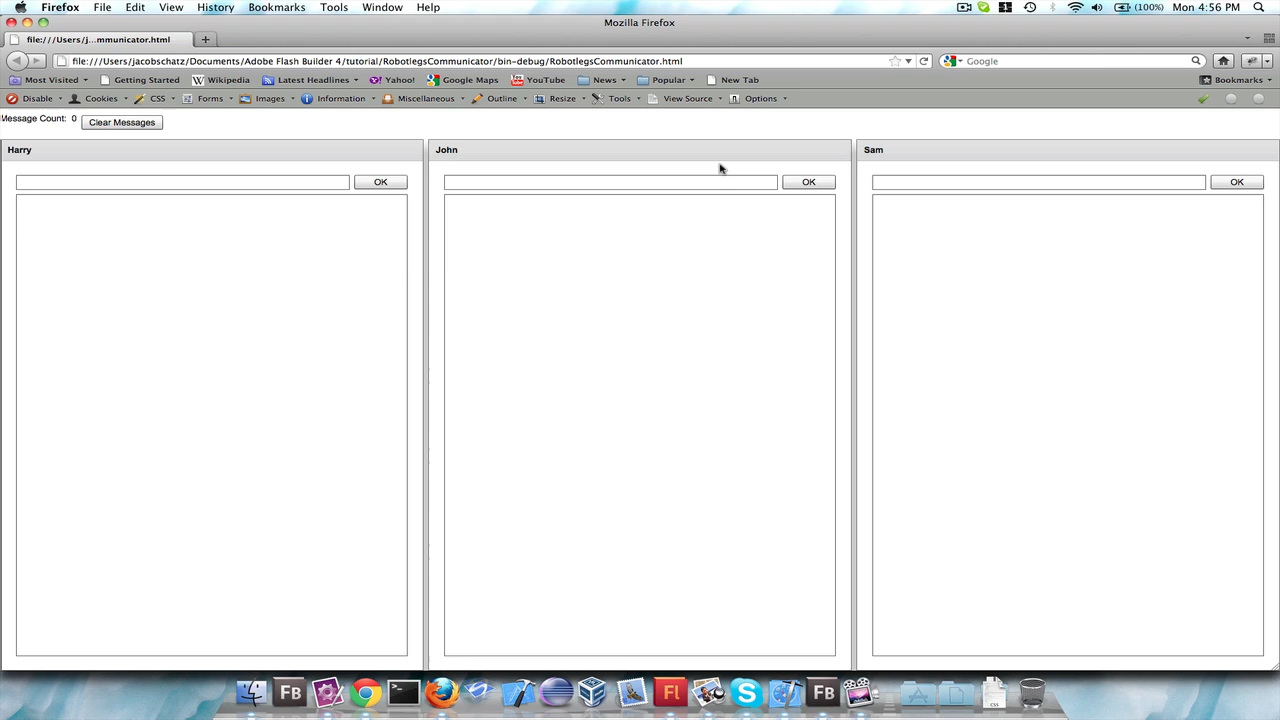 Firefox File Edit View History Bookmarks Tools Window Help (100%) Mon 4:56 PM
Mozilla Firefox
file:///Users/j...mmunicator.html
file:///Users/jacobschatz/Documents/Adobe Flash Builder 4/tutorial/RobotlegsCommunicator/bin-debug/RobotlegsCommunicator.html Google
Most Visited Getting Started Wikipedia Latest Headlines Yahoo! Google Maps YouTube News Popular New Tab Bookmarks
Disable Cookies CSS Forms Images Information Miscellaneous Outline Resize Tools View Source Options
Message Count: 0 Clear Messages
Harry John Sam
OK OK OK
FB Fl FB